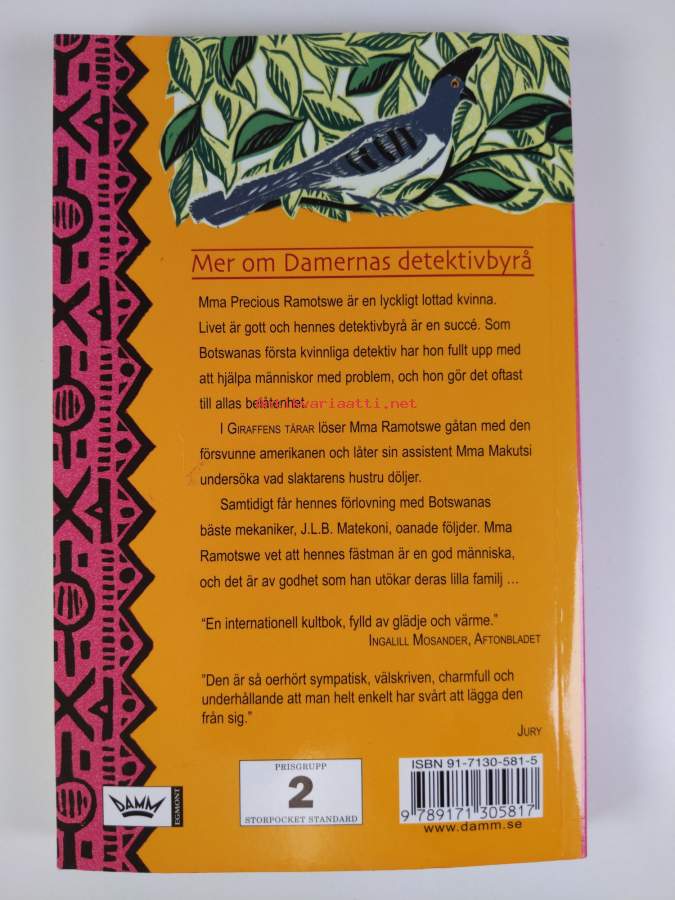 Mer om Damernas detektivbyrå
Mma Precious Ramotswe är en lyckligt lottad kvinna.
Livet är gott och hennes detektivbyrå är en succé. Som
Botswanas första kvinnliga detektiv har hon fullt upp med
att hjälpa människor med problem, och hon gör det oftast
till allas belåtenhet.
I GIRAFFENS TÅRAR löser Mma Ramotswe gåtan med den
försvunne amerikanen och låter sin assistent Mma Makutsi
undersöka vad slaktarens hustru döljer.
Samtidigt får hennes förlovning med Botswanas
bäste mekaniker, J.L.B. Matekoni, oanade följder. Mma
Ramotswe vet att hennes fästman är en god människa,
och det är av godhet som han utökar deras lilla familj ...
"En internationell kultbok, fylld av glädje och värme."
INGALILL MOSANDER, AFTONBLADET
"Den är så oerhört sympatisk, välskriven, charmfull och
underhållande att man helt enkelt har svårt att lägga den
från sig."
JURY
DAMM
EGMONT
PRISGRUPP
2
STORPOCKET STANDARD
ISBN 91-7130-581-5
9 789171 305817
www.damm.se